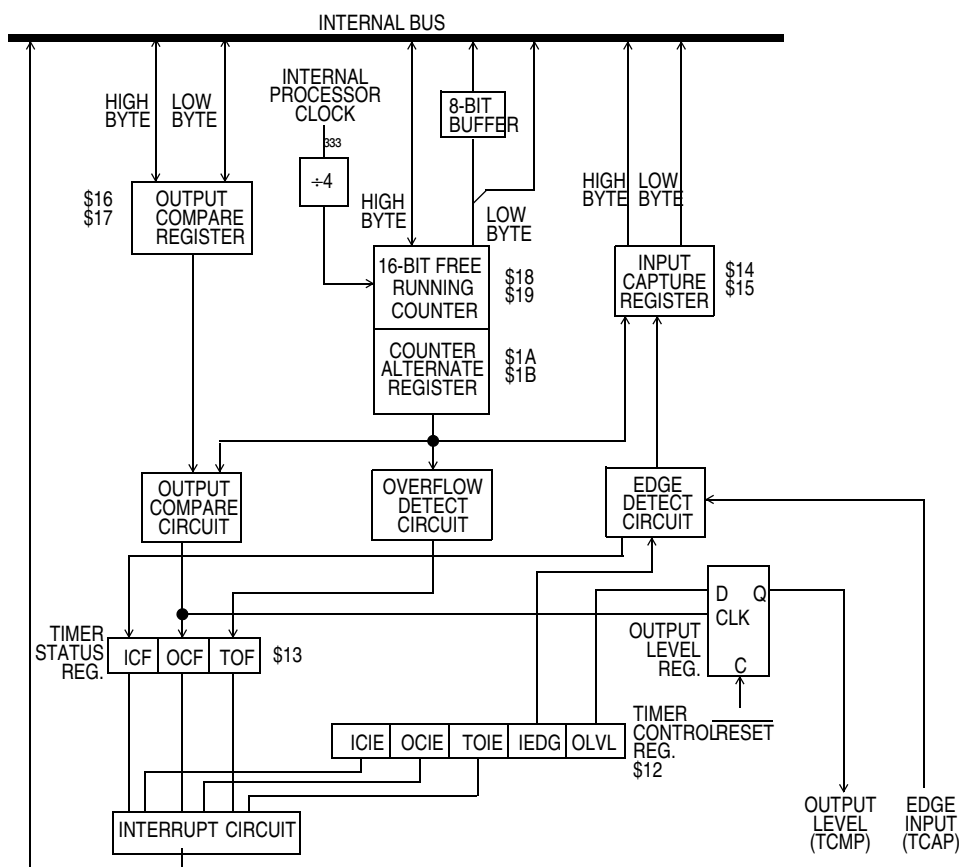 INTERNAL BUS
HIGH
BYTE
LOW
BYTE
INTERNAL
PROCESSOR
CLOCK
333
÷4
8-BIT
BUFFER
HIGH
BYTE
LOW
BYTE
HIGH
BYTE
LOW
BYTE
$16
$17
OUTPUT
COMPARE
REGISTER
16-BIT FREE
RUNNING
COUNTER
$18
$19
COUNTER
ALTERNATE
REGISTER
$1A
$1B
INPUT
CAPTURE
REGISTER
$14
$15
OUTPUT
COMPARE
CIRCUIT
OVERFLOW
DETECT
CIRCUIT
EDGE
DETECT
CIRCUIT
D Q
CLK
C
OUTPUT
LEVEL
REG.
TIMER
STATUS
REG.
ICF OCF TOF
$13
RESET
TIMER
CONTROL
REG.
$12
ICIE OCIE TOIE IEDG OLVL
INTERRUPT CIRCUIT
OUTPUT
LEVEL
(TCMP)
EDGE
INPUT
(TCAP)